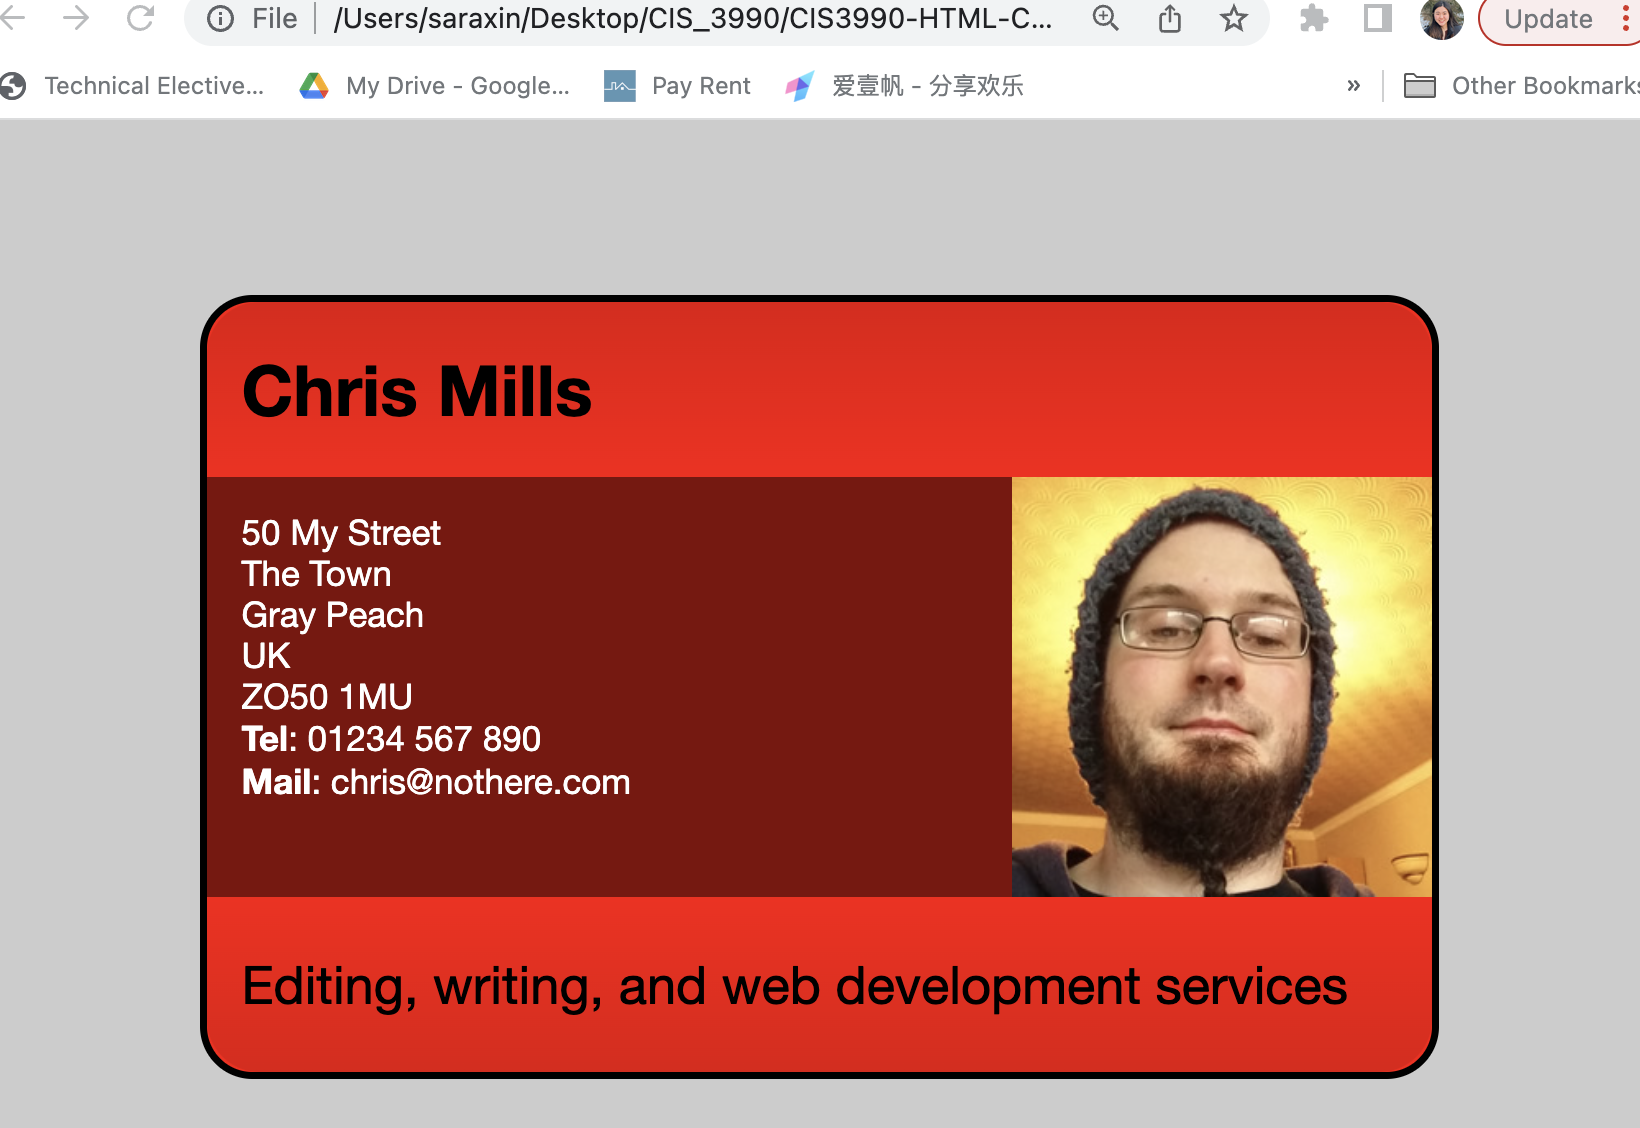 File /Users/saraxin/Desktop/CIS_3990/CIS3990-HTML-C... Update
Technical Elective... My Drive - Google... Pay Rent 爱壹帆 - 分享欢乐 » Other Bookmarks
Chris Mills
50 My Street
The Town
Gray Peach
UK
ZO50 1MU
Tel: 01234 567 890
Mail: chris@nothere.com
Editing, writing, and web development services